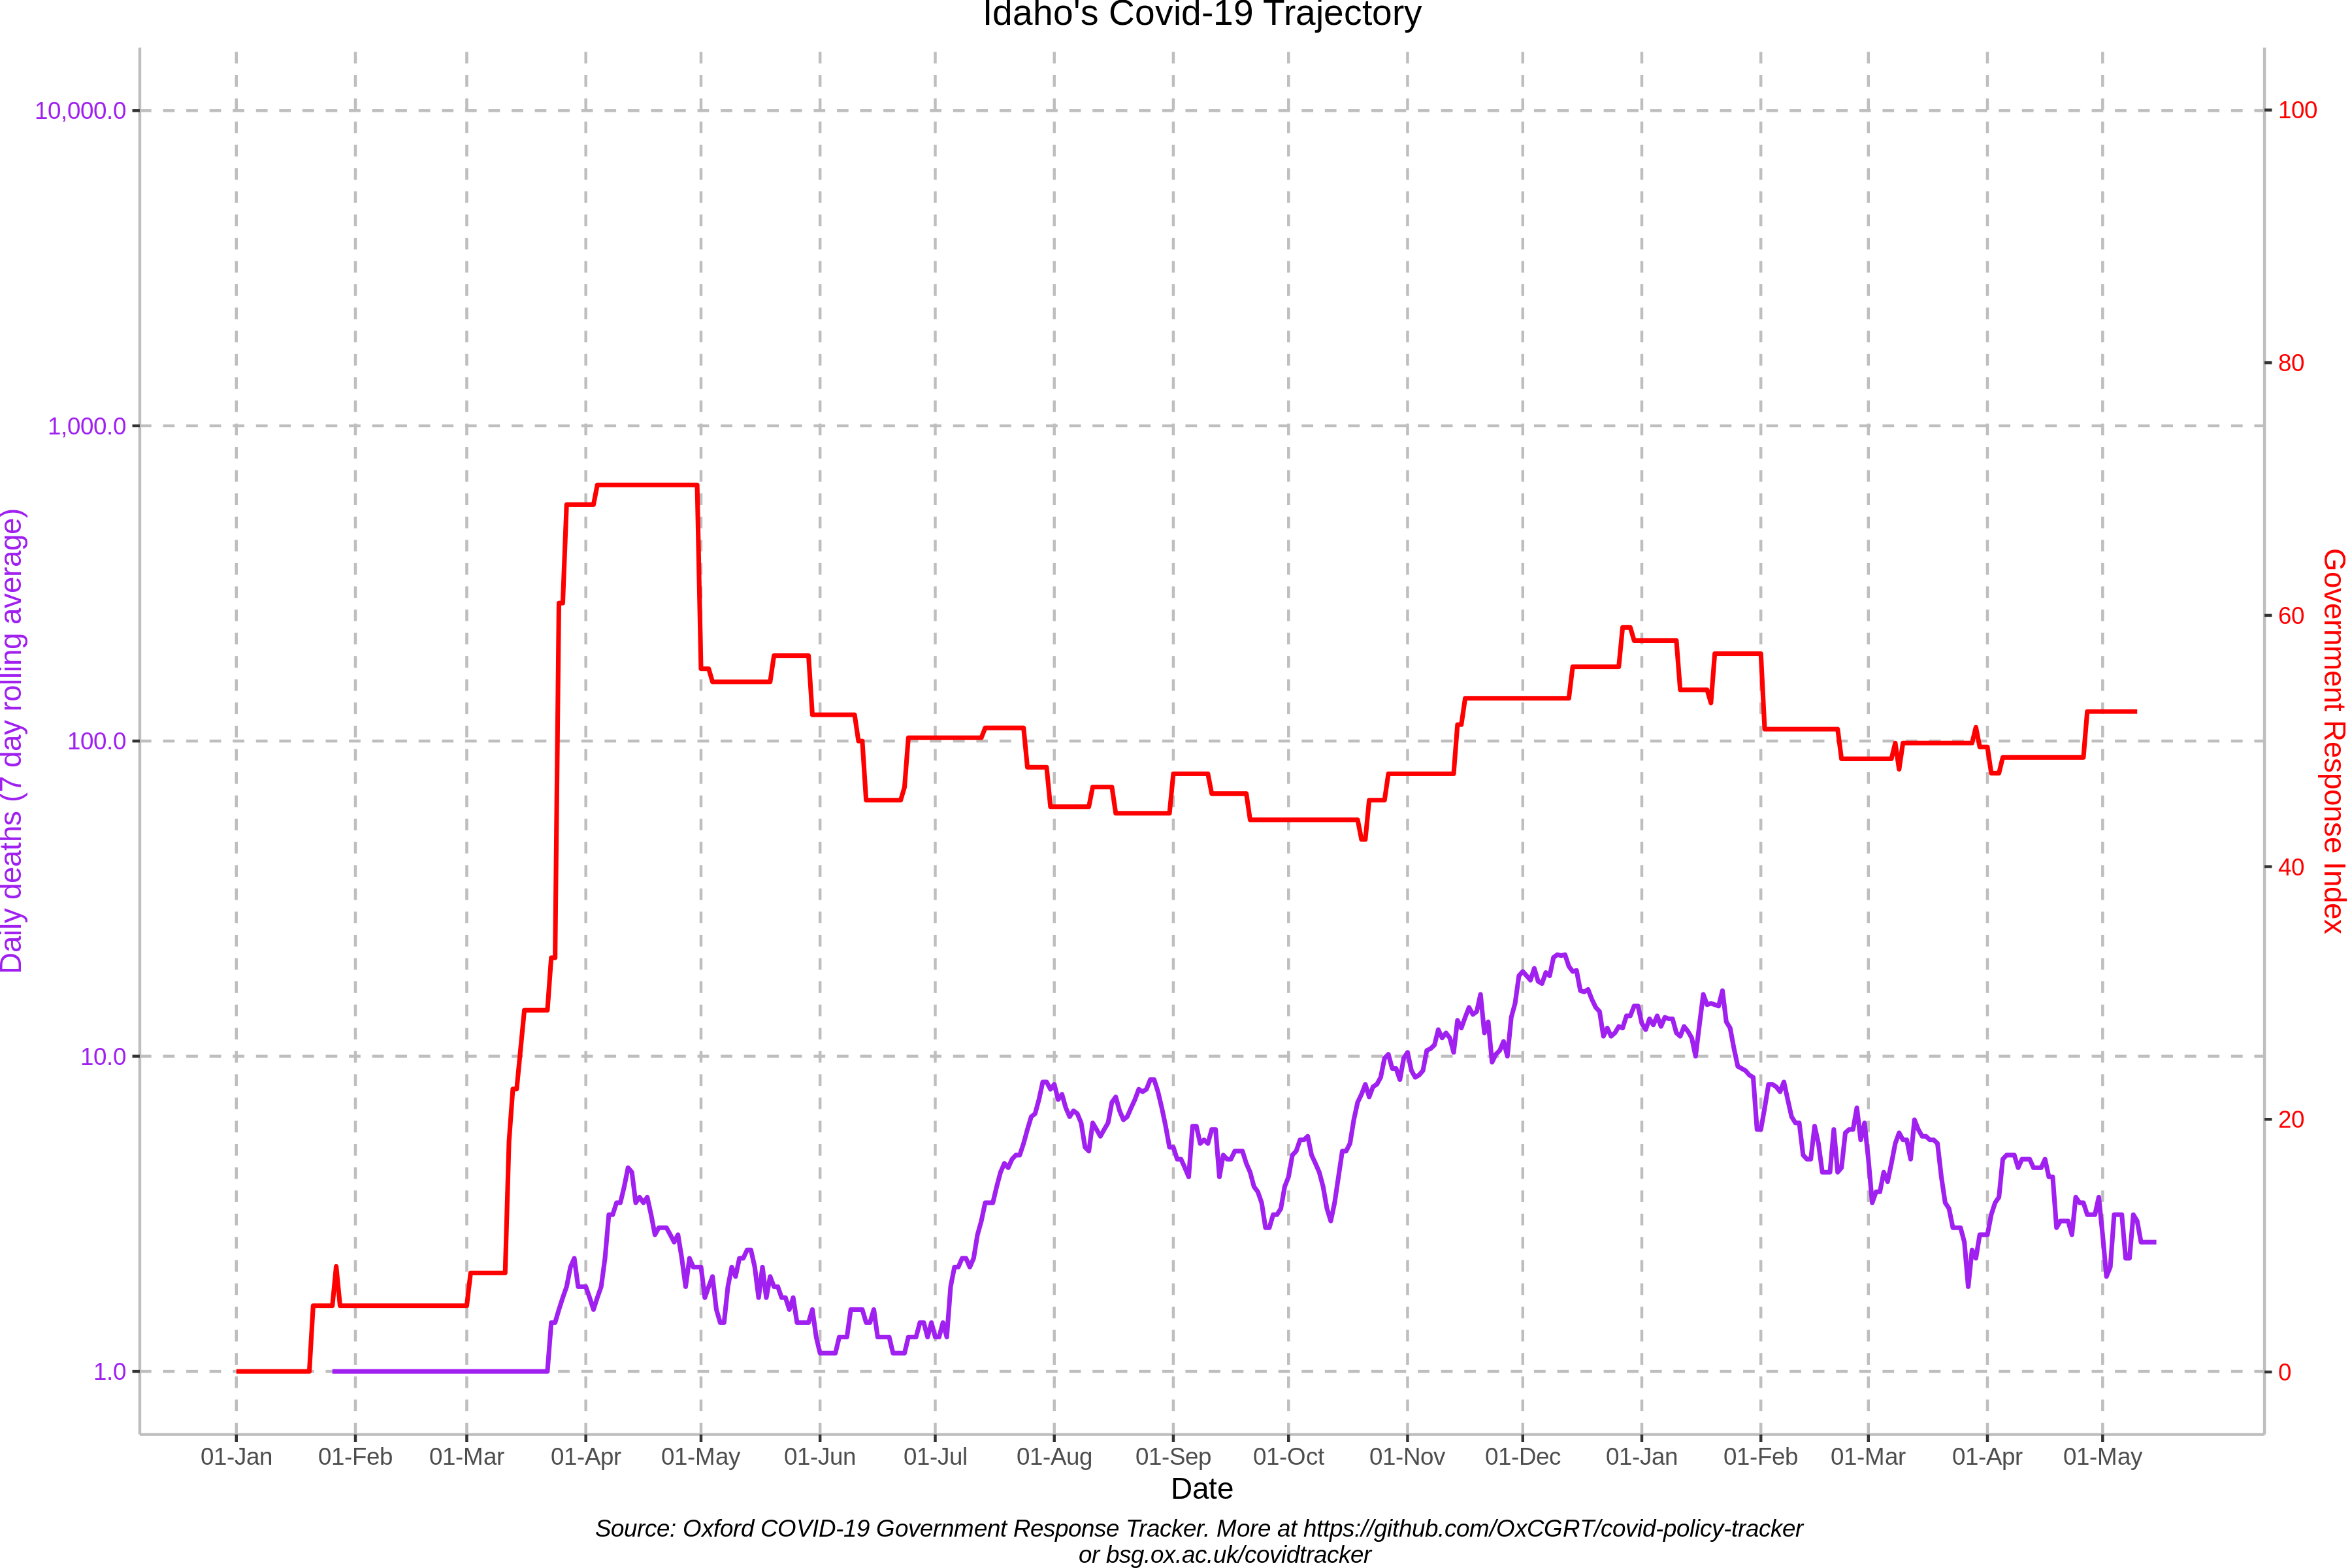 Idaho's Covid-19 Trajectory
10,000.0
1,000.0
100.0
10.0
1.0
Daily deaths (7 day rolling average)
100
80
60
40
20
0
Government Response Index
01-Jan
01-Feb
01-Mar
01-Apr
01-May
01-Jun
01-Jul
01-Aug
01-Sep
01-Oct
01-Nov
01-Dec
01-Jan
01-Feb
01-Mar
01-Apr
01-May
Date
Source: Oxford COVID-19 Government Response Tracker. More at https://github.com/OxCGRT/covid-policy-tracker
or bsg.ox.ac.uk/covidtracker